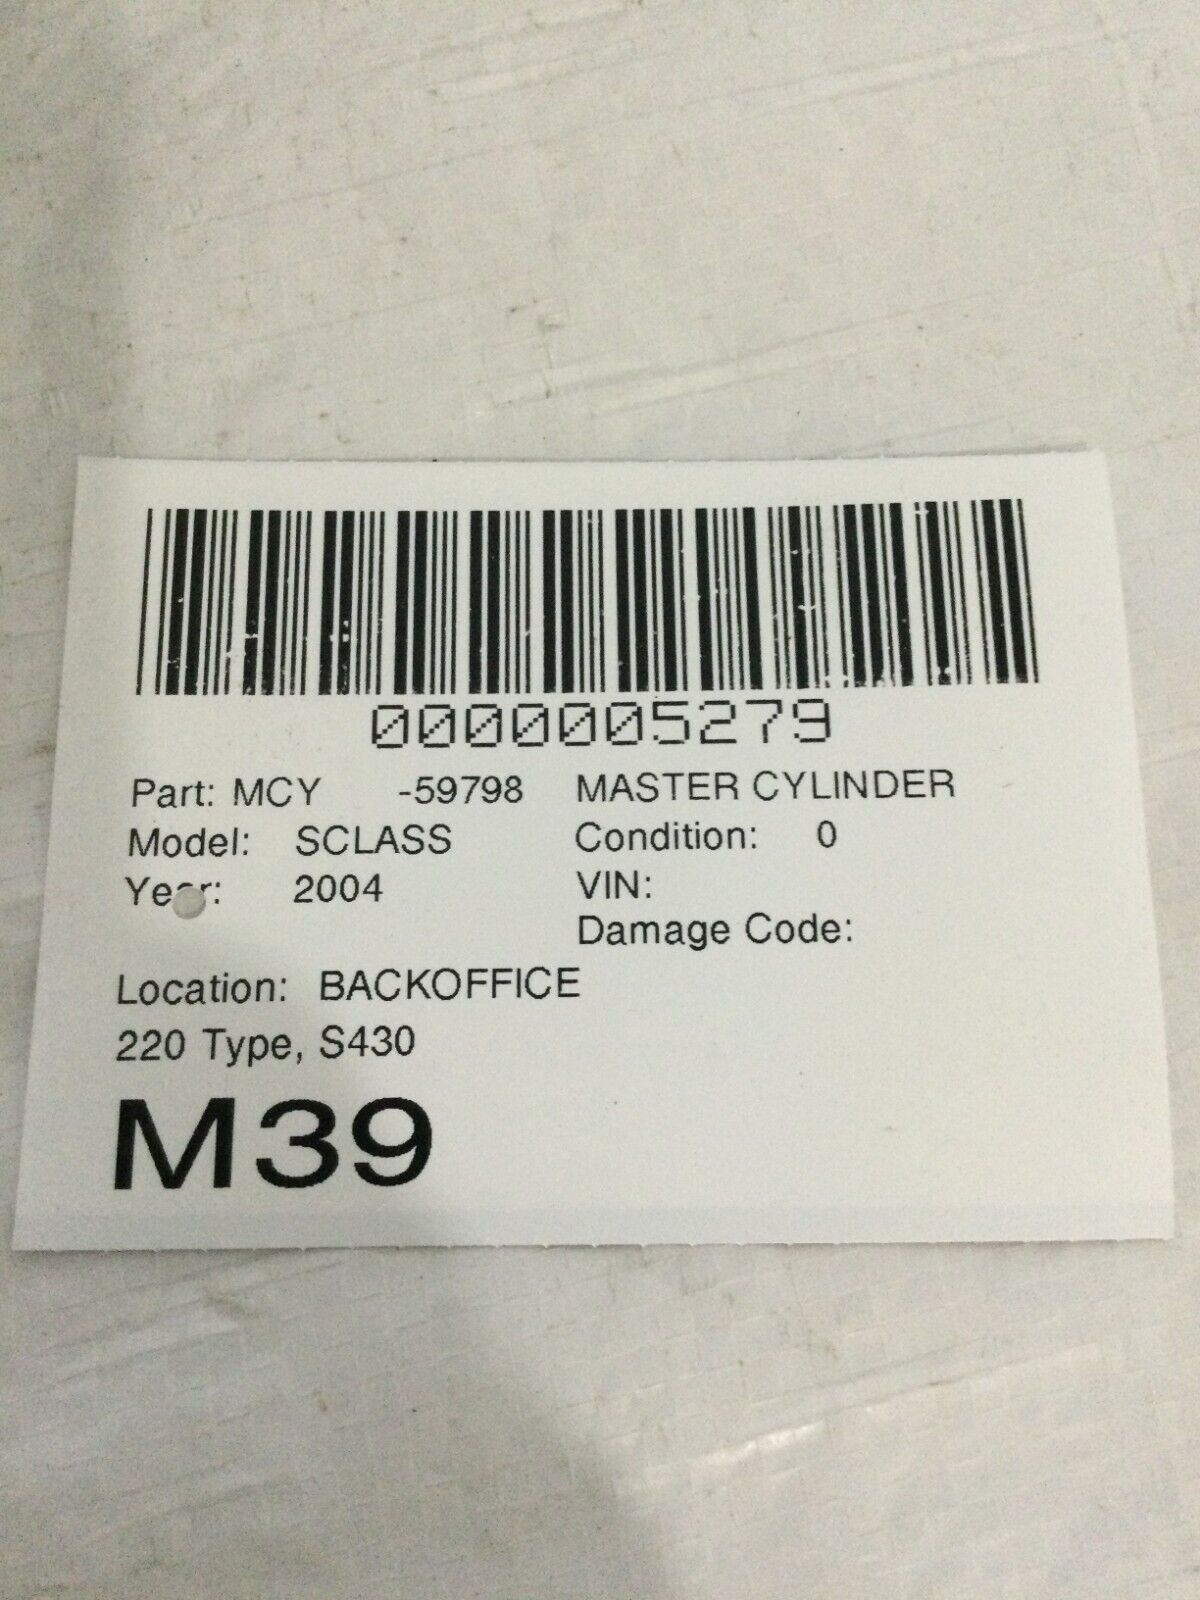 0000005279
Part: MCY -59798 MASTER CYLINDER
Model: SCLASS Condition: 0
Year: 2004 VIN:
Damage Code:
Location: BACKOFFICE
220 Type, S430
M39